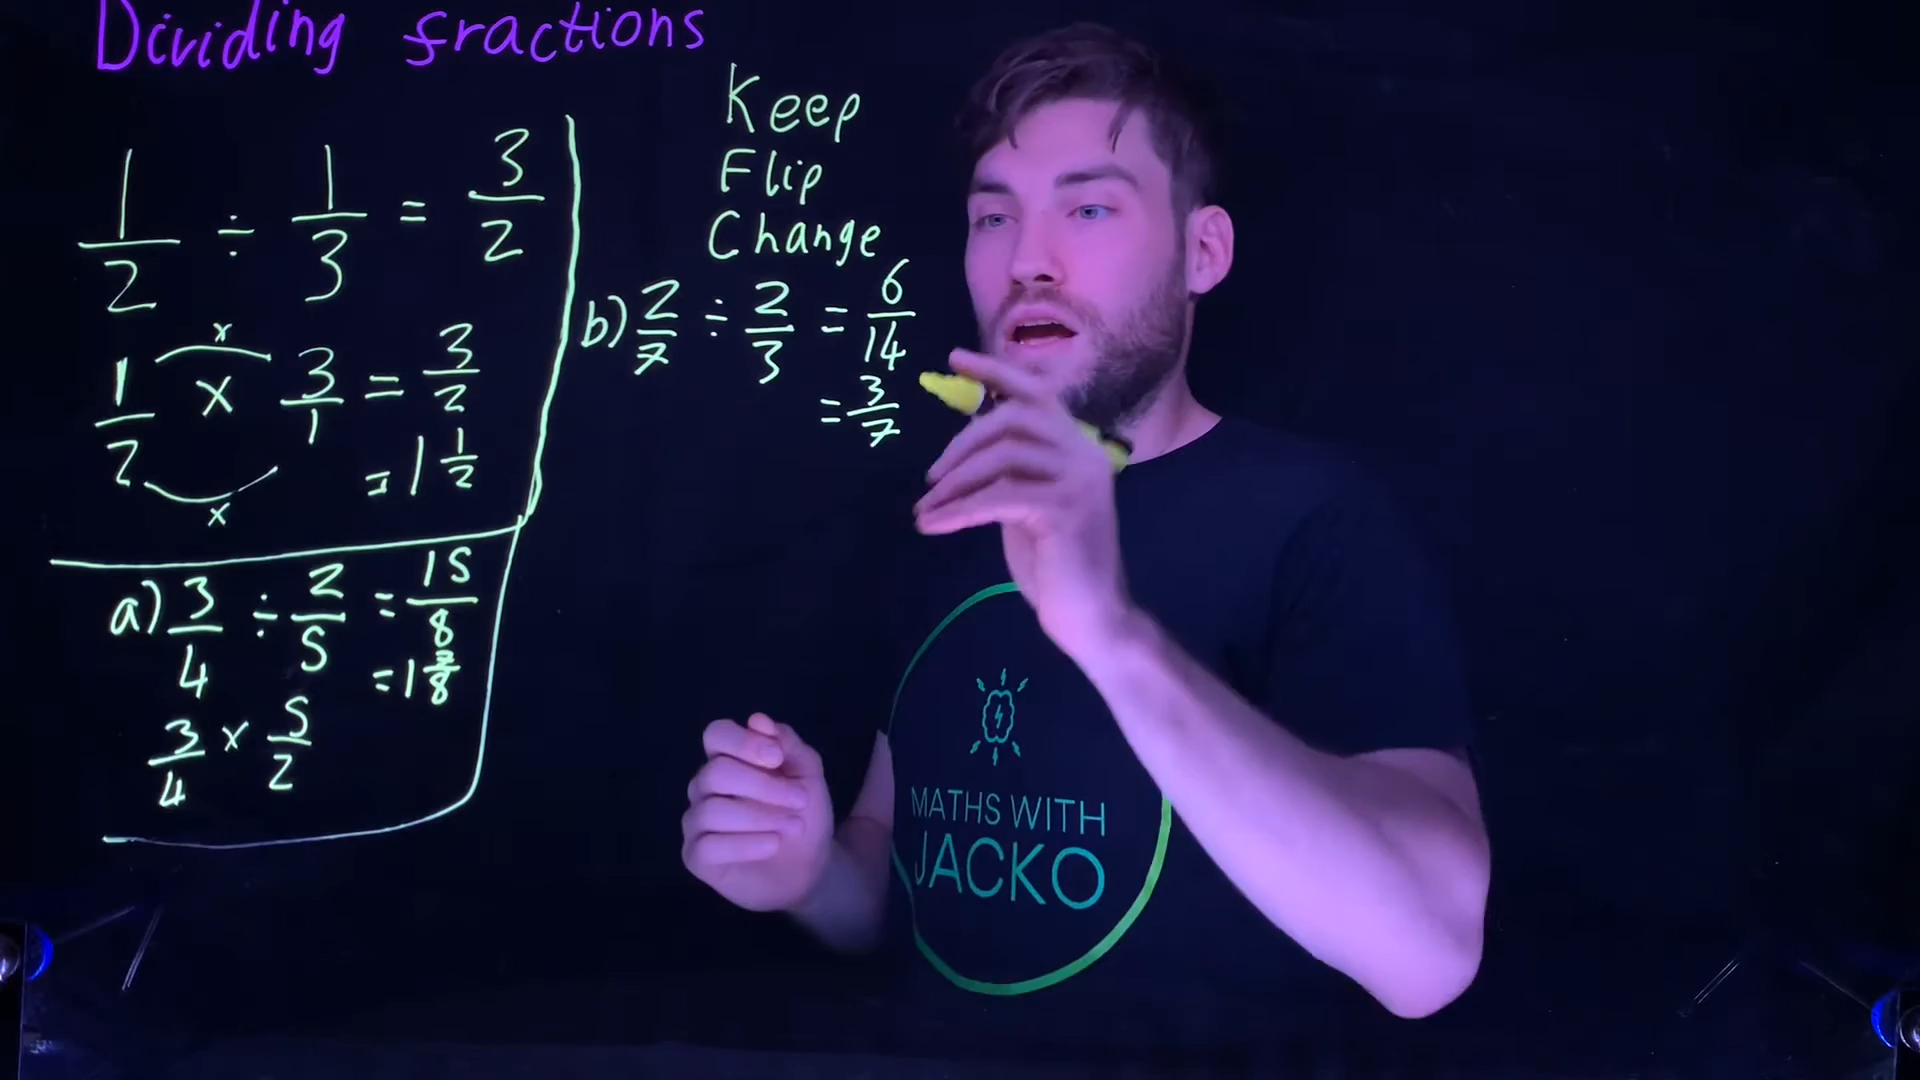 Dividing fractions
1/2 ÷ 1/3 = 3/2
1/2 × 3/1 = 3/2
x
x
= 1 1/2
a) 3/4 ÷ 2/5 = 15/8
= 1 7/8
3/4 × 5/2
Keep
Flip
Change
b) 2/7 ÷ 2/3 = 6/14
= 3/7
MATHS WITH
JACKO